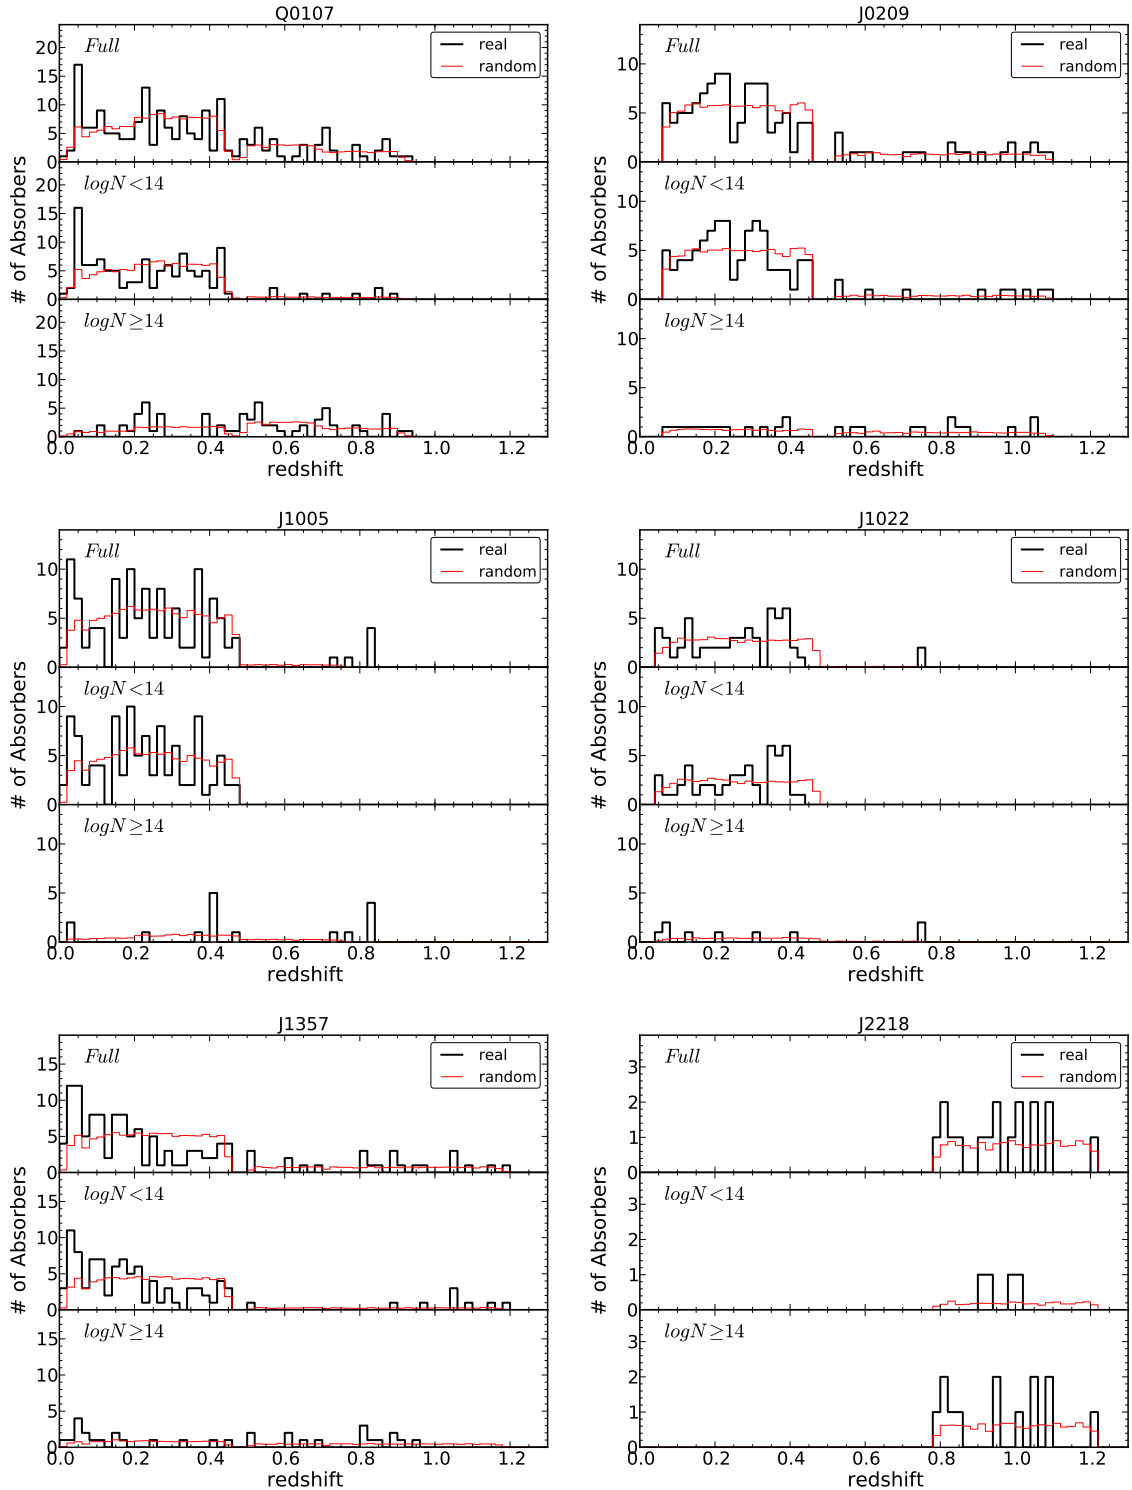 Q0107
Full
real
random
20
15
10
5
0
logN<14
20
15
10
5
0
logN≥14
20
15
10
5
0
# of Absorbers
0.0 0.2 0.4 0.6 0.8 1.0 1.2
redshift
J0209
Full
real
random
10
5
0
logN<14
10
5
0
logN≥14
10
5
0
# of Absorbers
0.0 0.2 0.4 0.6 0.8 1.0 1.2
redshift
J1005
Full
real
random
10
5
0
logN<14
10
5
0
logN≥14
10
5
0
# of Absorbers
0.0 0.2 0.4 0.6 0.8 1.0 1.2
redshift
J1022
Full
real
random
10
5
0
logN<14
10
5
0
logN≥14
10
5
0
# of Absorbers
0.0 0.2 0.4 0.6 0.8 1.0 1.2
redshift
J1357
Full
real
random
15
10
5
0
logN<14
15
10
5
0
logN≥14
15
10
5
0
# of Absorbers
0.0 0.2 0.4 0.6 0.8 1.0 1.2
redshift
J2218
Full
real
random
3
2
1
0
logN<14
3
2
1
0
logN≥14
3
2
1
0
# of Absorbers
0.0 0.2 0.4 0.6 0.8 1.0 1.2
redshift